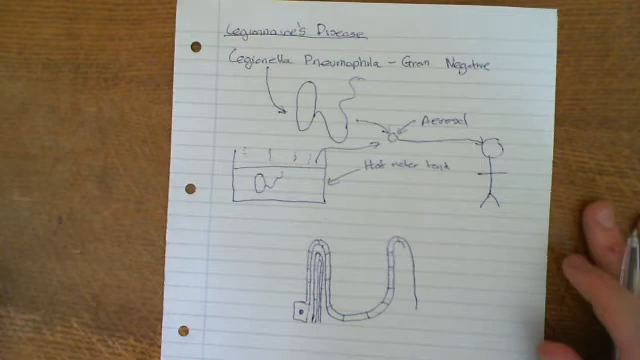 Legionnaire's Disease
Legionella Pneumophila - Gram Negative
Aerosol
Hot water tank